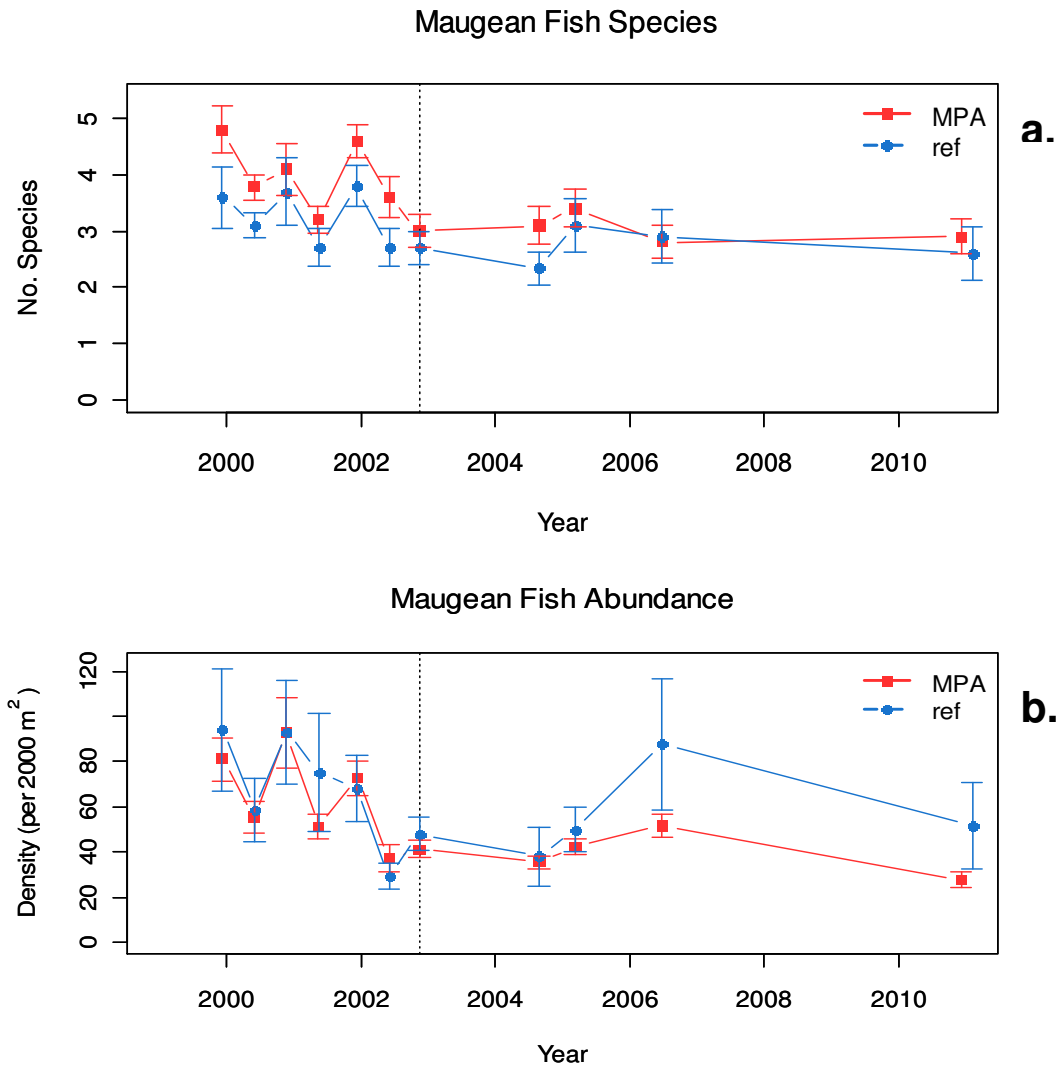 Maugean Fish Species
MPA
ref
a.
No. Species
5
4
3
2
1
0
2000 2002 2004 2006 2008 2010
Year
Maugean Fish Abundance
MPA
ref
b.
Density (per 2000 m²)
120
80
60
40
20
0
2000 2002 2004 2006 2008 2010
Year